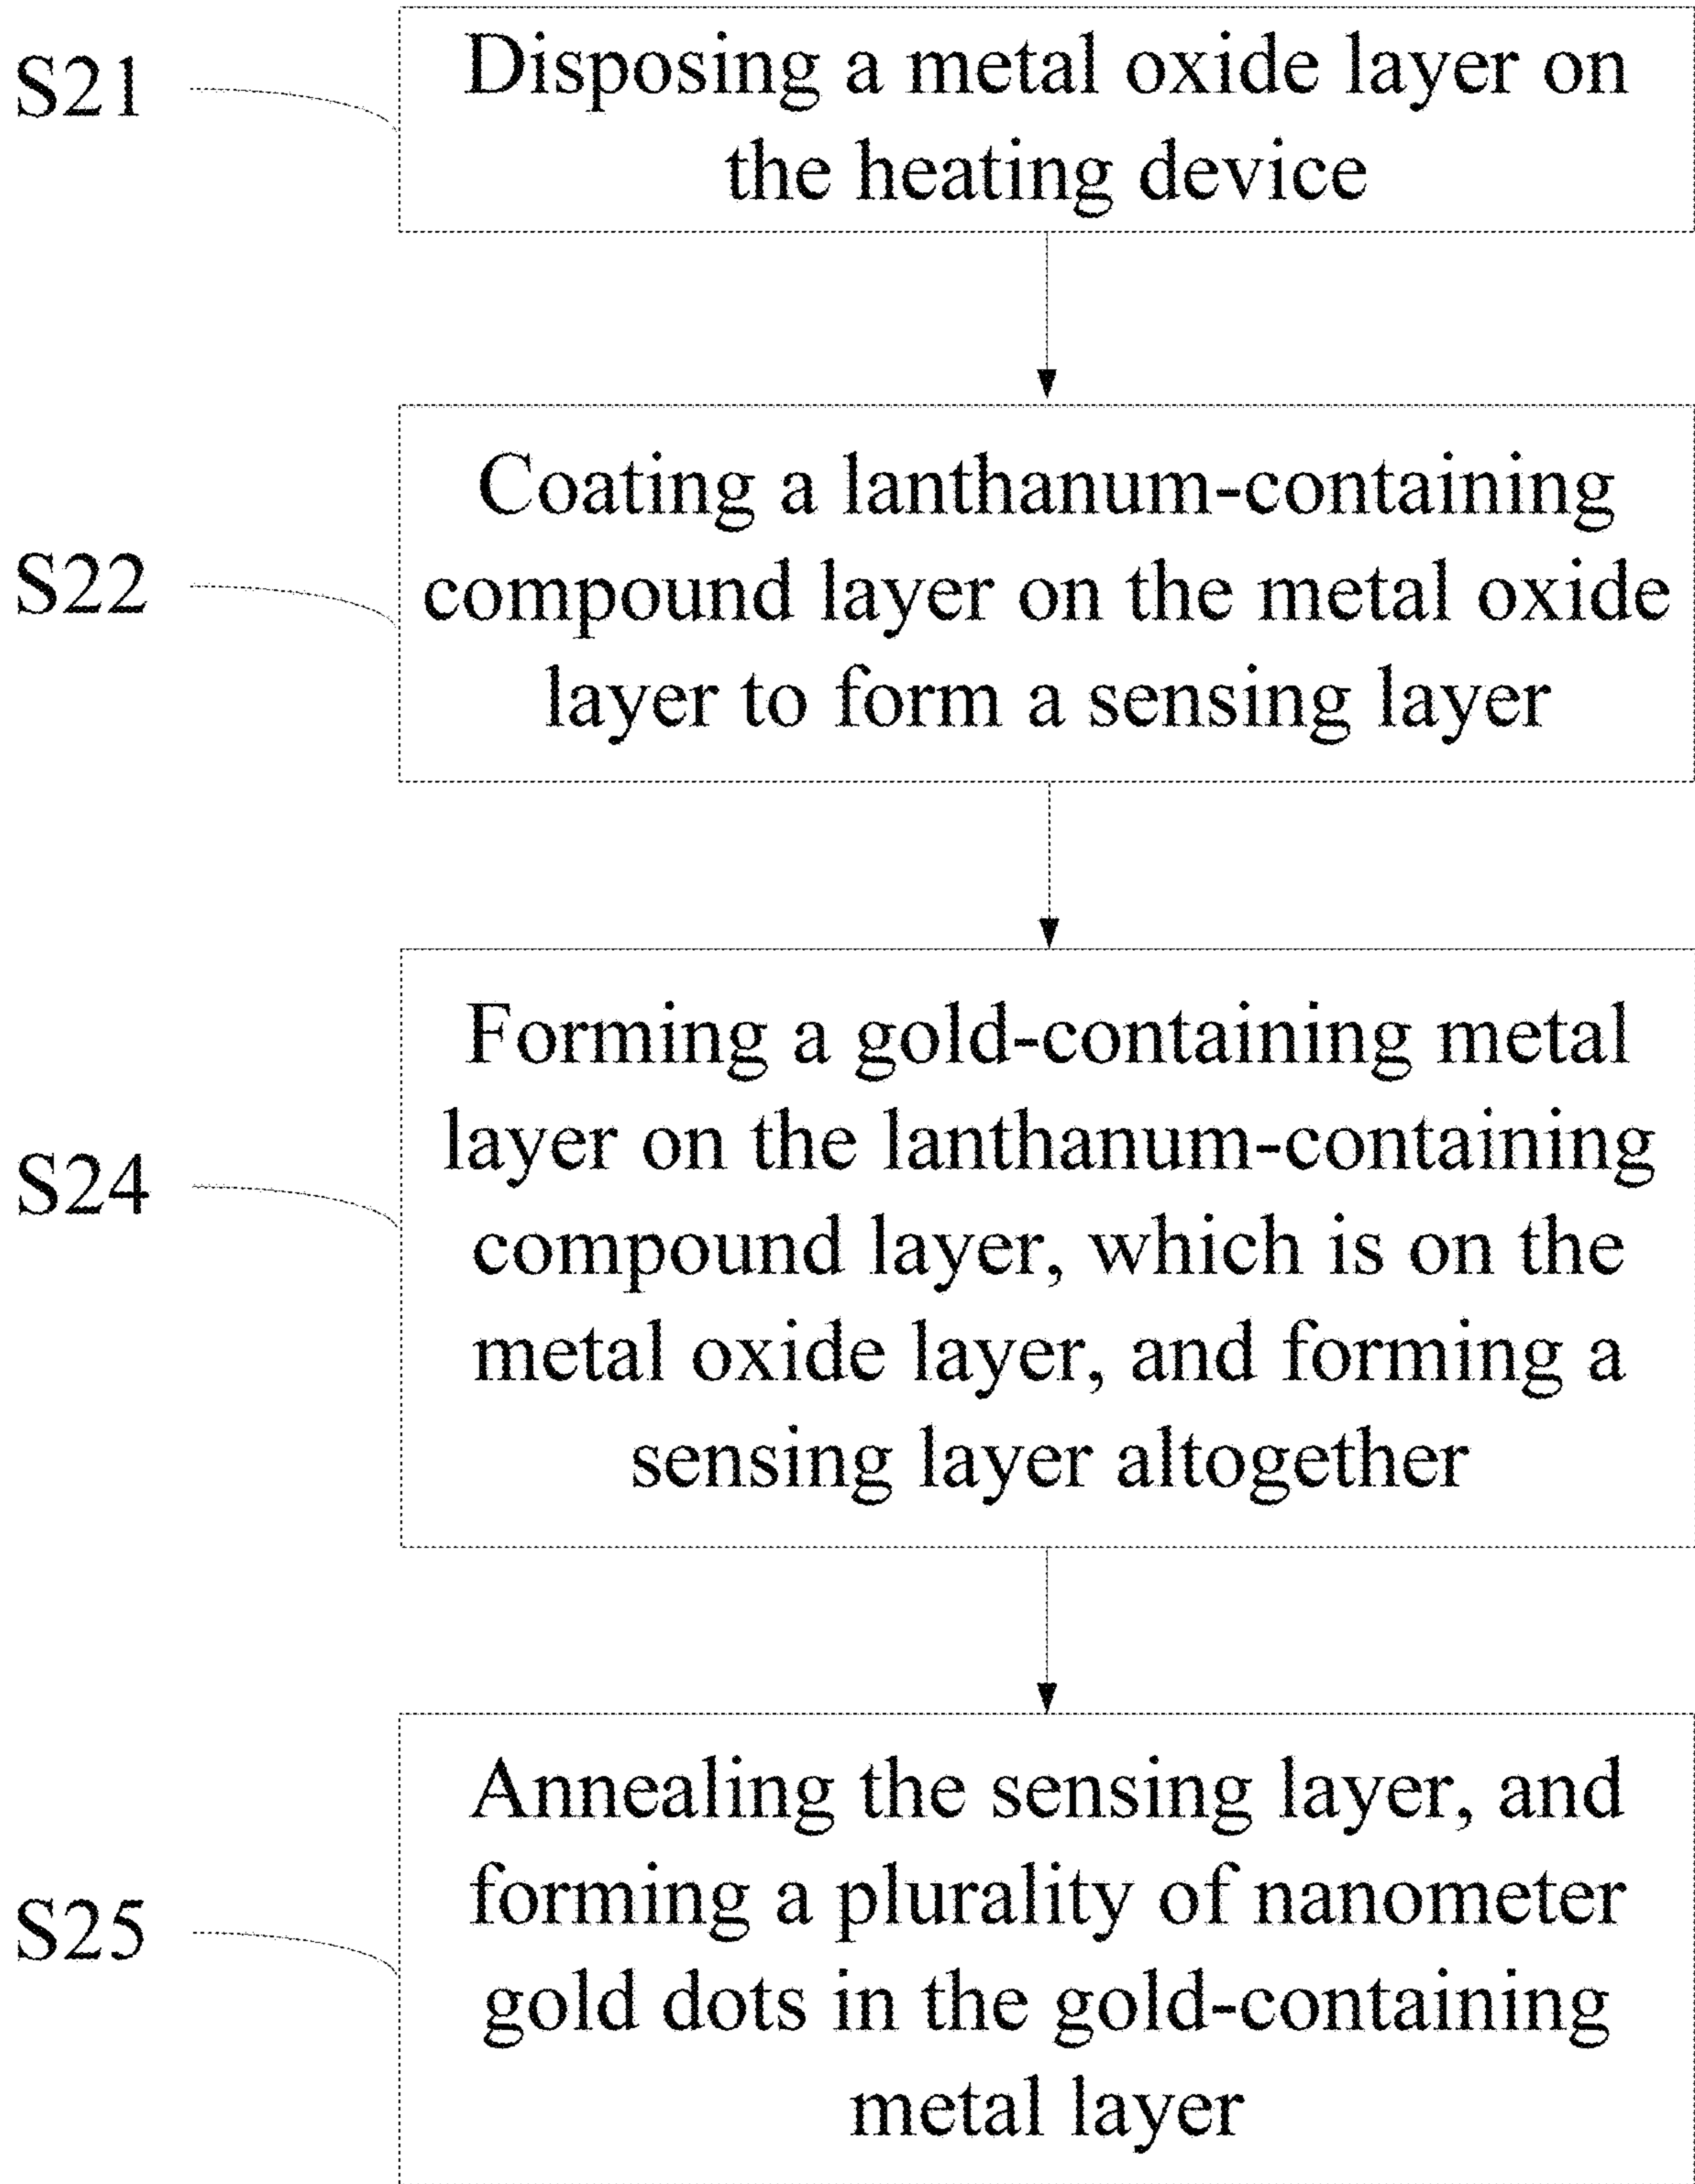 S21
Disposing a metal oxide layer on
the heating device
S22
Coating a lanthanum-containing
compound layer on the metal oxide
layer to form a sensing layer
S24
Forming a gold-containing metal
layer on the lanthanum-containing
compound layer, which is on the
metal oxide layer, and forming a
sensing layer altogether
S25
Annealing the sensing layer, and
forming a plurality of nanometer
gold dots in the gold-containing
metal layer